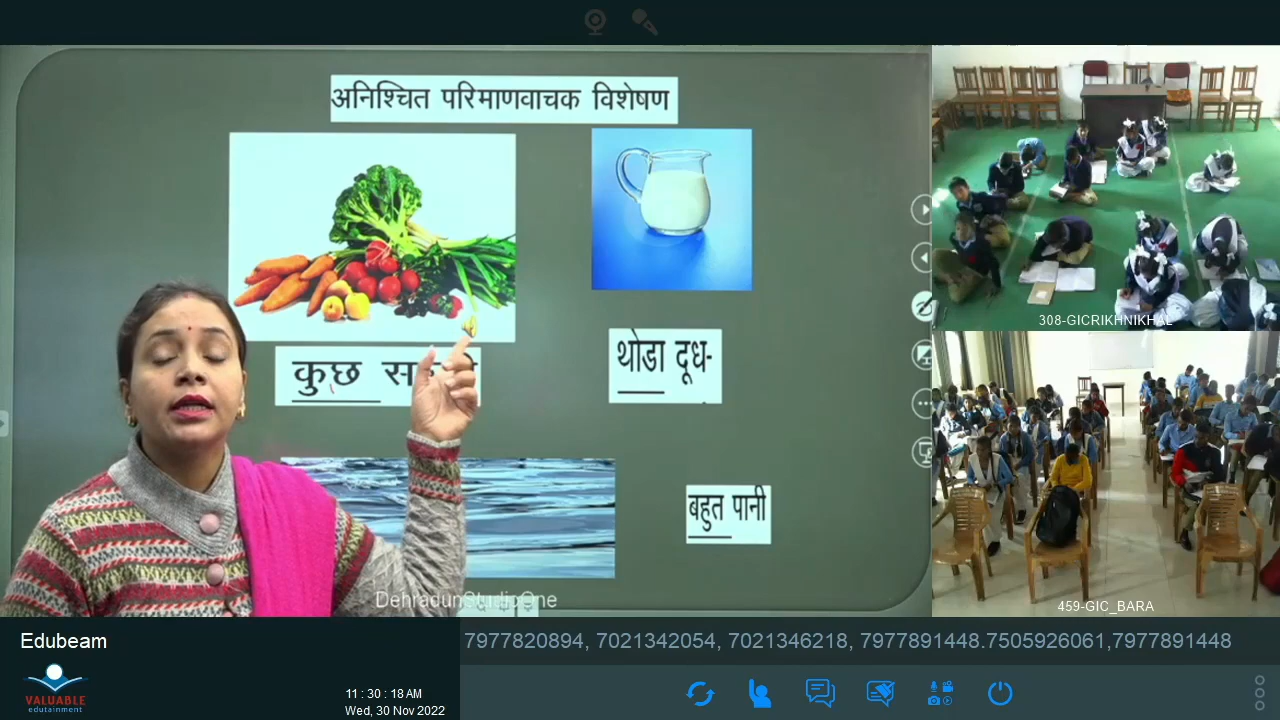 अनिश्चित परिमाणवाचक विशेषण
कुछ
थोडा दूध-
बहुत पानी
DehradunStudioOne
308-GICRIKHNIKHAL
459-GIC_BARA
Edubeam
7977820894, 7021342054, 7021346218, 7977891448.7505926061,7977891448
VALUABLE
edutainment
11 : 30 : 18 AM
Wed, 30 Nov 2022